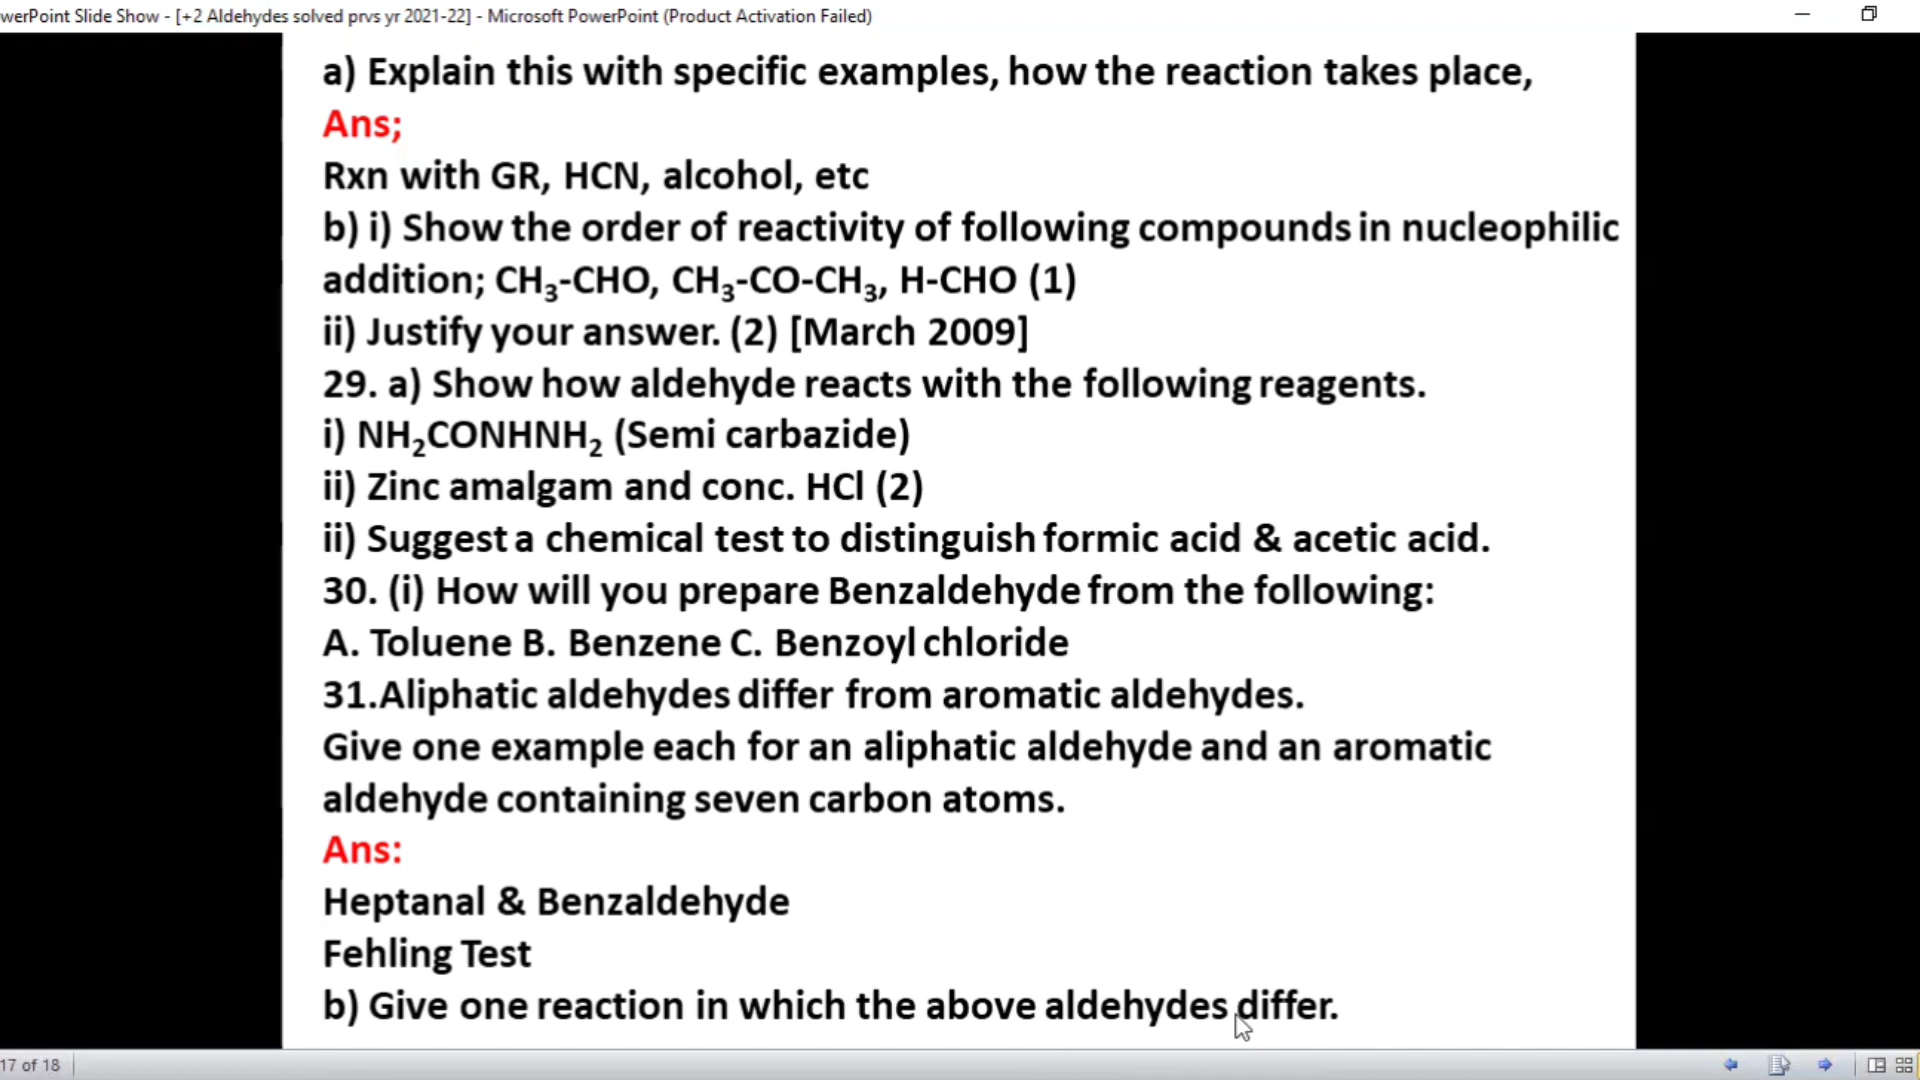 werPoint Slide Show - [+2 Aldehydes solved prvs yr 2021-22] - Microsoft PowerPoint (Product Activation Failed)
a) Explain this with specific examples, how the reaction takes place,
Ans;
Rxn with GR, HCN, alcohol, etc
b) i) Show the order of reactivity of following compounds in nucleophilic
addition; CH₃-CHO, CH₃-CO-CH₃, H-CHO (1)
ii) Justify your answer. (2) [March 2009]
29. a) Show how aldehyde reacts with the following reagents.
i) NH₂CONHNH₂ (Semi carbazide)
ii) Zinc amalgam and conc. HCl (2)
ii) Suggest a chemical test to distinguish formic acid & acetic acid.
30. (i) How will you prepare Benzaldehyde from the following:
A. Toluene B. Benzene C. Benzoyl chloride
31.Aliphatic aldehydes differ from aromatic aldehydes.
Give one example each for an aliphatic aldehyde and an aromatic
aldehyde containing seven carbon atoms.
Ans:
Heptanal & Benzaldehyde
Fehling Test
b) Give one reaction in which the above aldehydes differ.
17 of 18